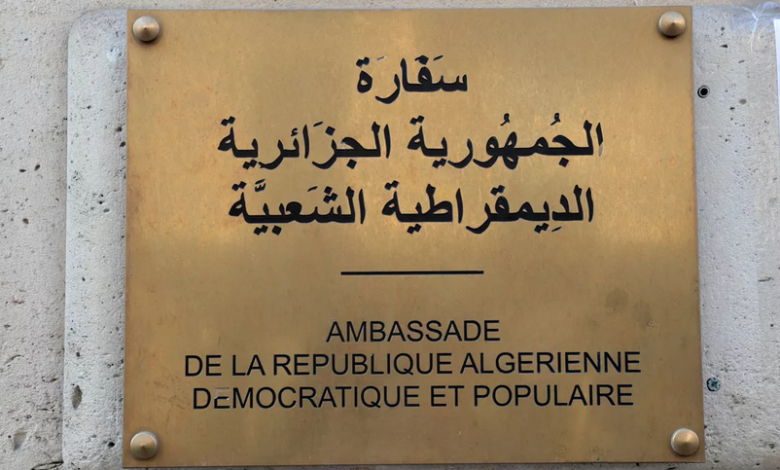 سَفَارَة
الجُمهُورية الجزَائرية
الدِيمقراطية الشَعبيَّة
AMBASSADE
DE LA REPUBLIQUE ALGERIENNE
DEMOCRATIQUE ET POPULAIRE